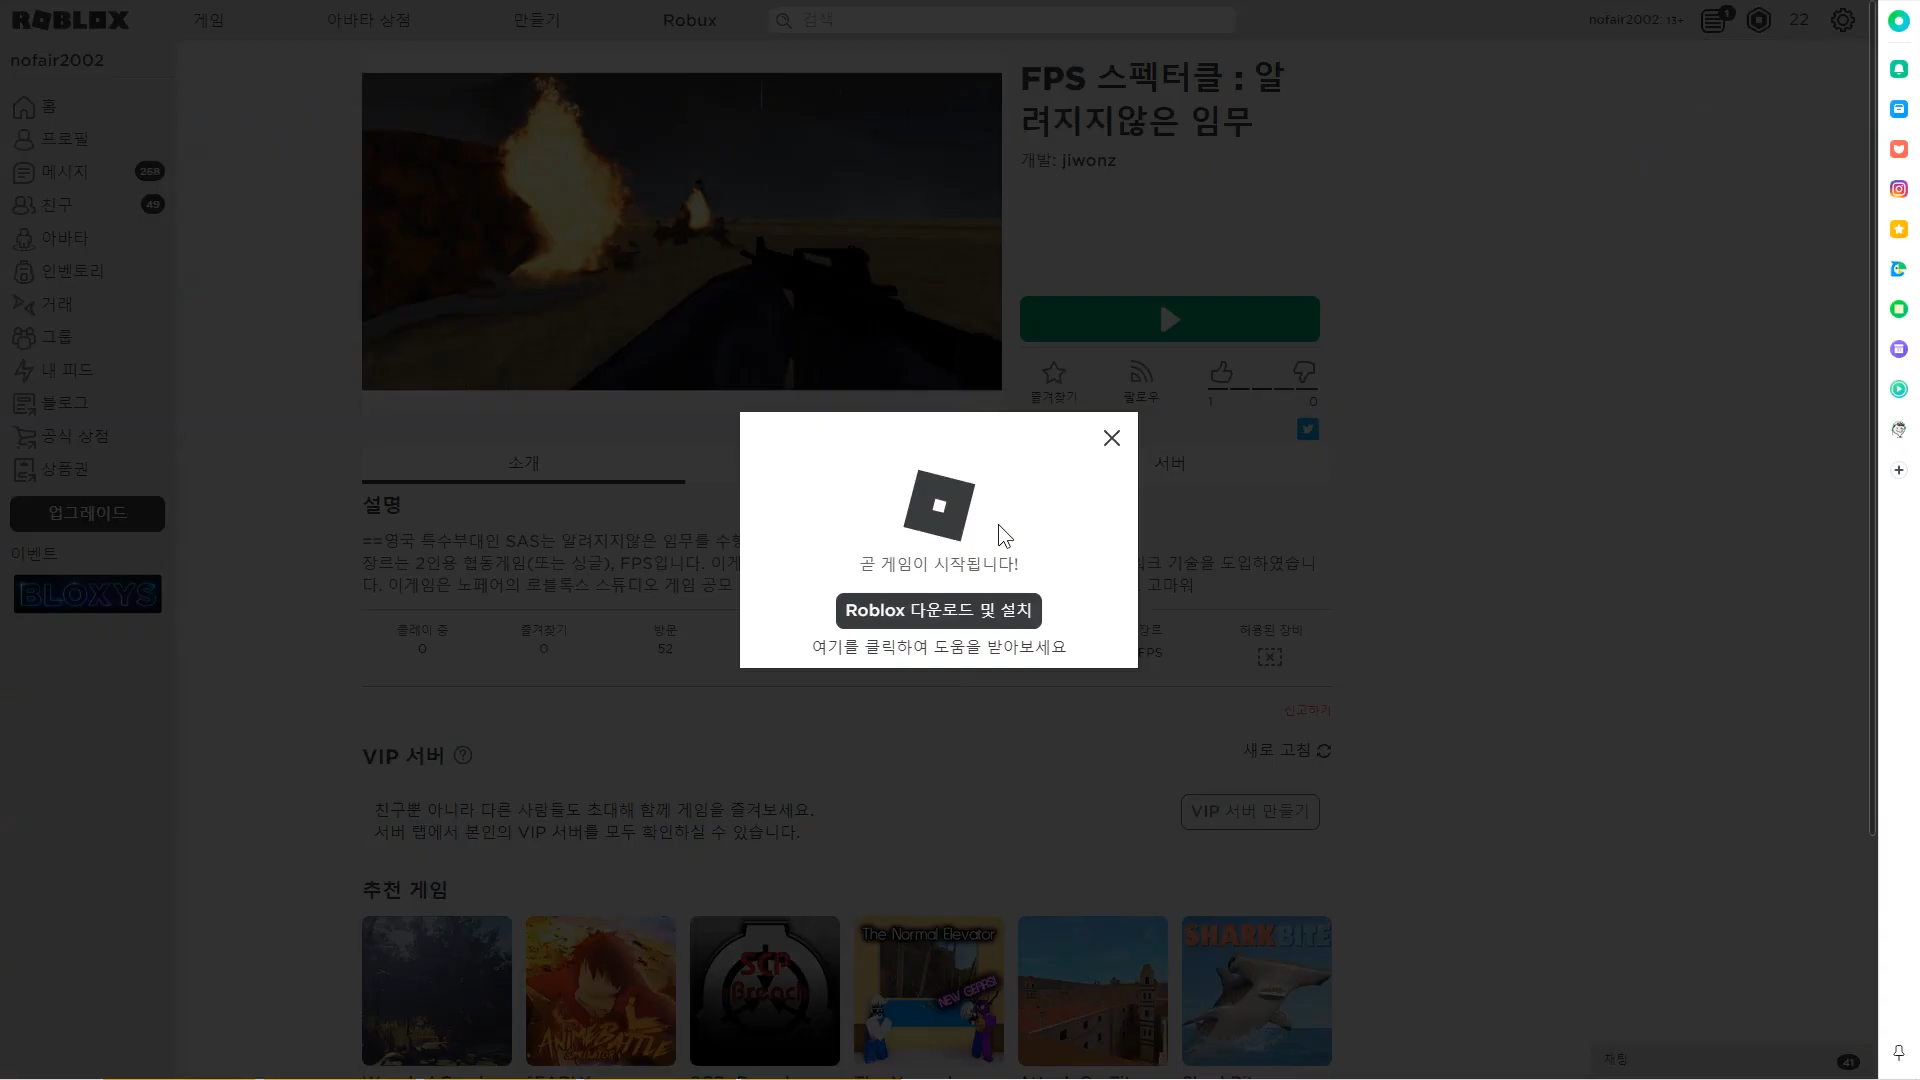 ROBLOX
게임
아바타 상점
만들기
Robux
검색
nofair2002: 13+
1
22
nofair2002
홈
프로필
메시지
268
친구
49
아바타
인벤토리
거래
그룹
내 피드
블로그
공식 상점
상품권
업그레이드
이벤트
BLOXYS
FPS 스펙터클 : 알
려지지않은 임무
개발: jiwonz
즐겨찾기
팔로우
1
0
소개
서버
설명
==영국 특수부대인 SAS는 알려지지않은 임무를 수행
장르는 2인용 협동게임(또는 싱글), FPS입니다. 이게
크 기술을 도입하였습니
다. 이게임은 노페어의 로블록스 스튜디오 게임 공모
고마워
플레이 중
0
즐겨찾기
0
방문
52
장르
FPS
허용된 장비
곧 게임이 시작됩니다!
Roblox 다운로드 및 설치
여기를 클릭하여 도움을 받아보세요
신고하기
VIP 서버
새로 고침
친구뿐 아니라 다른 사람들도 초대해 함께 게임을 즐겨보세요.
서버 탭에서 본인의 VIP 서버를 모두 확인하실 수 있습니다.
VIP 서버 만들기
추천 게임
ANIME BATTLE
SCP
Breach
The Normal Elevator
NEW GEARS!
SHARKBITE
채팅
41